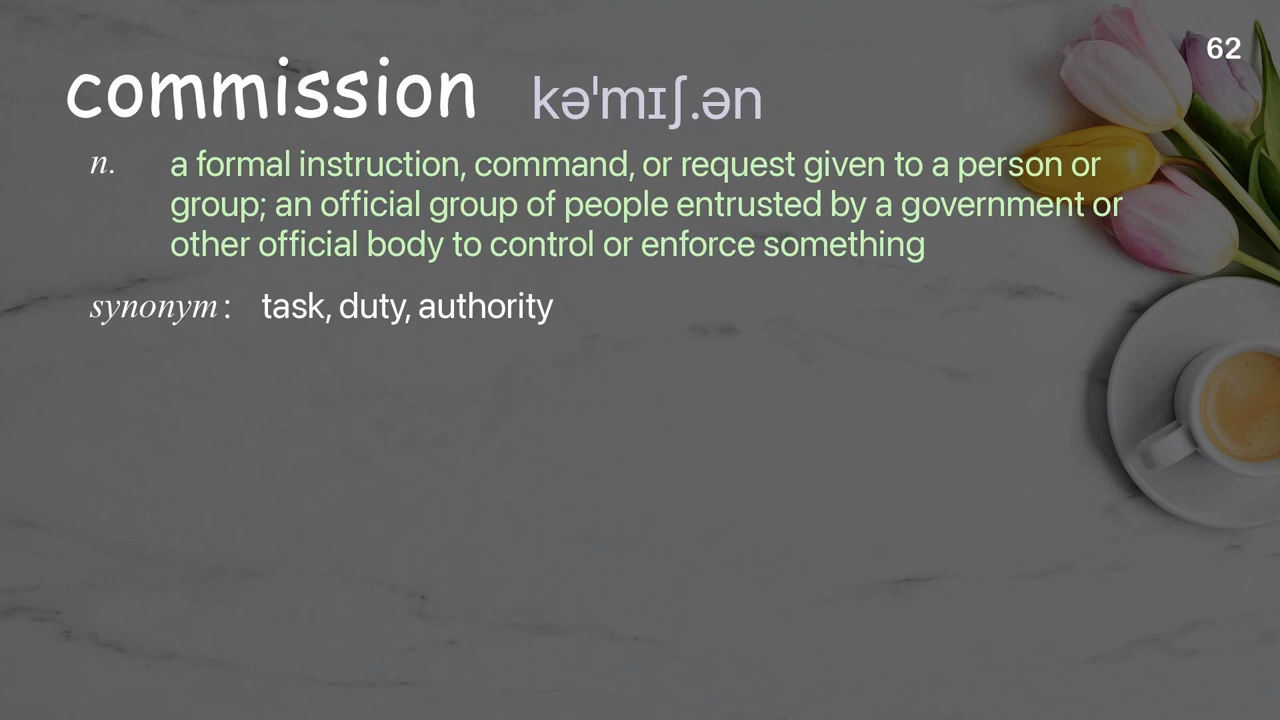 62
commission kəˈmɪʃ.ən
n. a formal instruction, command, or request given to a person or
group; an official group of people entrusted by a government or
other official body to control or enforce something
synonym: task, duty, authority